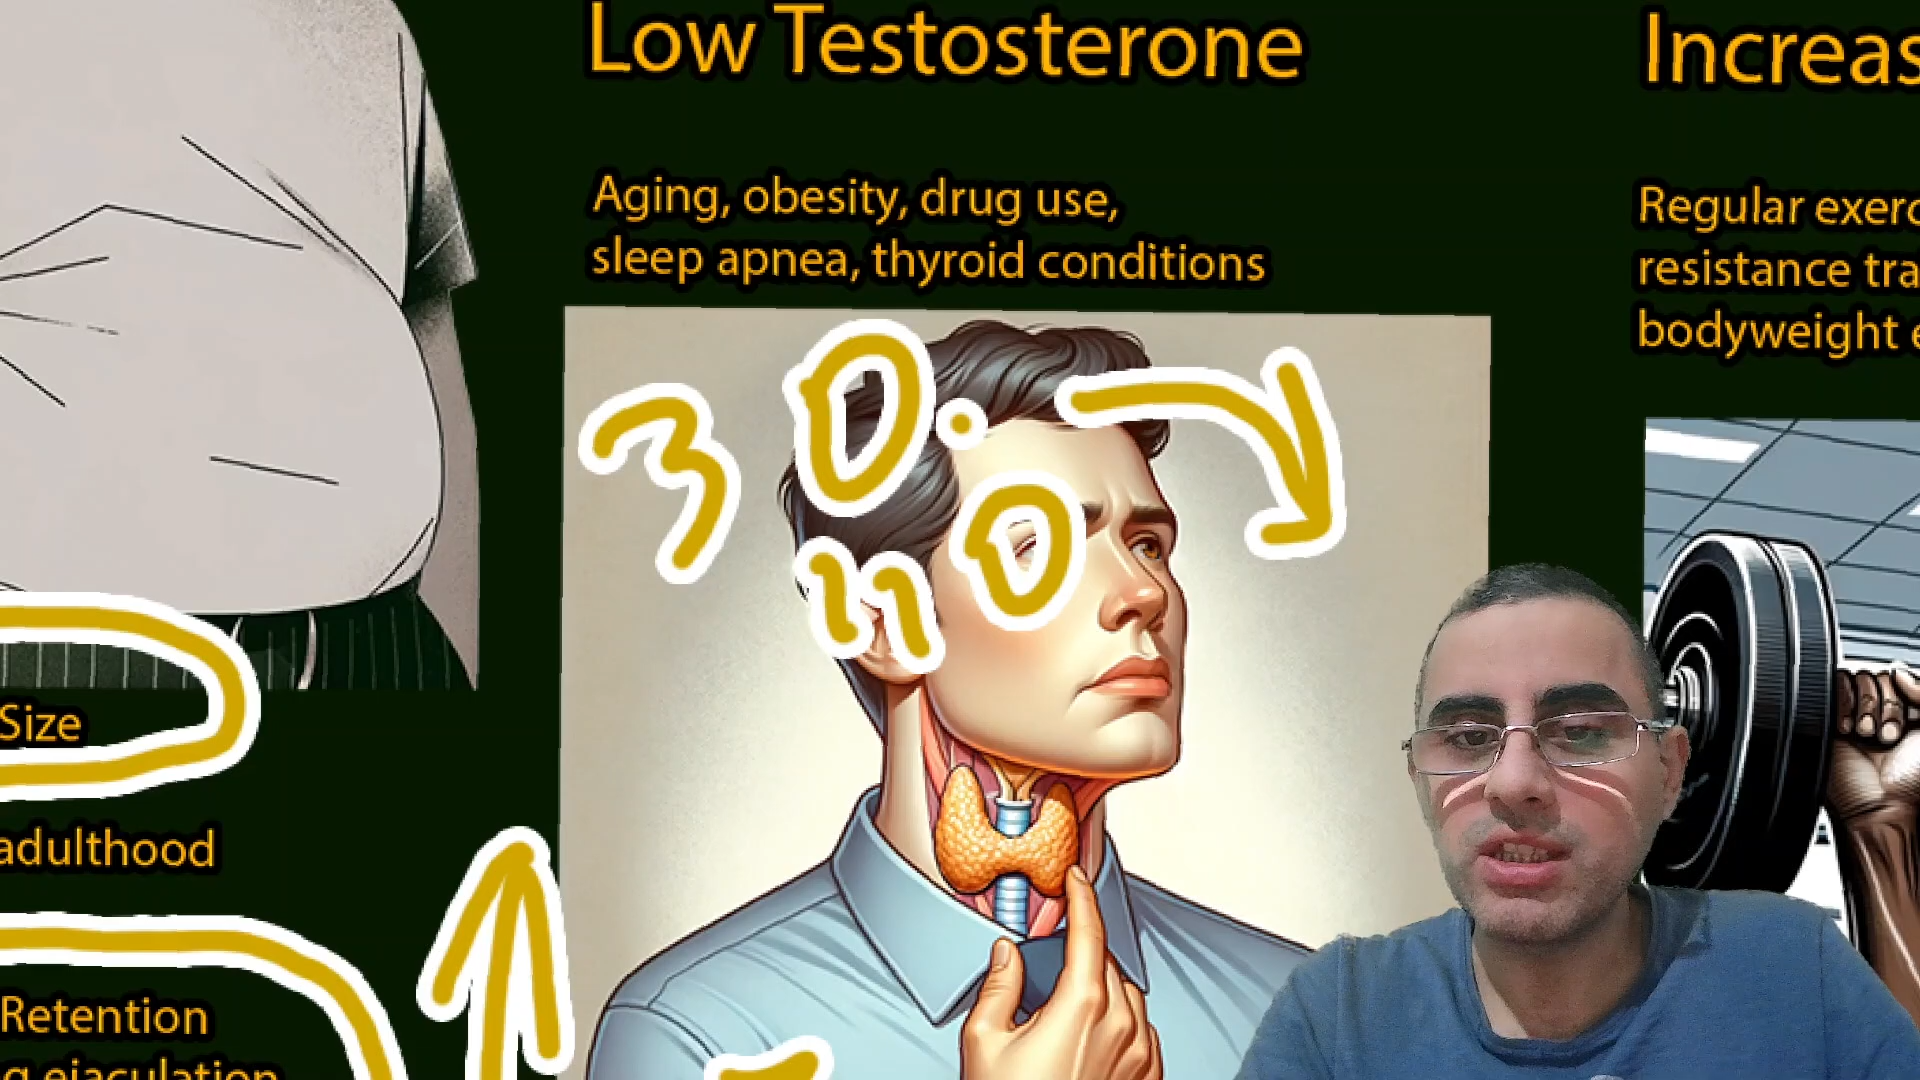 Low Testosterone
Aging, obesity, drug use,
sleep apnea, thyroid conditions
Increas
Regular exerc
resistance tra
bodyweight e
30.
40
Size
adulthood
Retention
g ejaculation